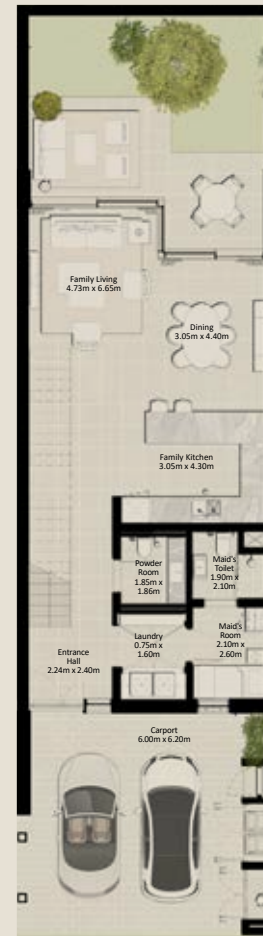 Family Living
4.73m x 6.65m
Dining
3.05m x 4.40m
Family Kitchen
3.05m x 4.30m
Powder
Room
1.85m x
1.86m
Maid's
Toilet
1.90m x
2.10m
Laundry
0.75m x
1.60m
Maid's
Room
2.10m x
2.60m
Entrance
Hall
2.24m x 2.40m
Carport
6.00m x 6.20m